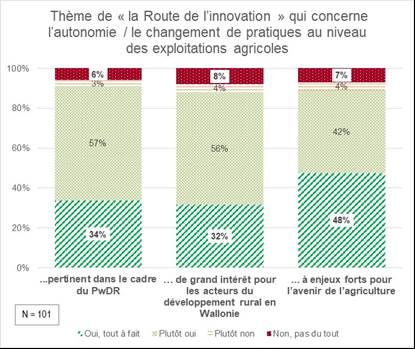 Thème de « la Route de l’innovation » qui concerne
l’autonomie / le changement de pratiques au niveau
des exploitations agricoles
100%
80%
60%
40%
20%
0%
6%
3%
57%
34%
8%
4%
56%
32%
7%
4%
42%
48%
...pertinent dans le cadre
du PwDR
… de grand intérêt pour
les acteurs du
développement rural en
Wallonie
… à enjeux forts pour
l’avenir de l’agriculture
N = 101
Oui, tout à fait
Plutôt oui
Plutôt non
Non, pas du tout